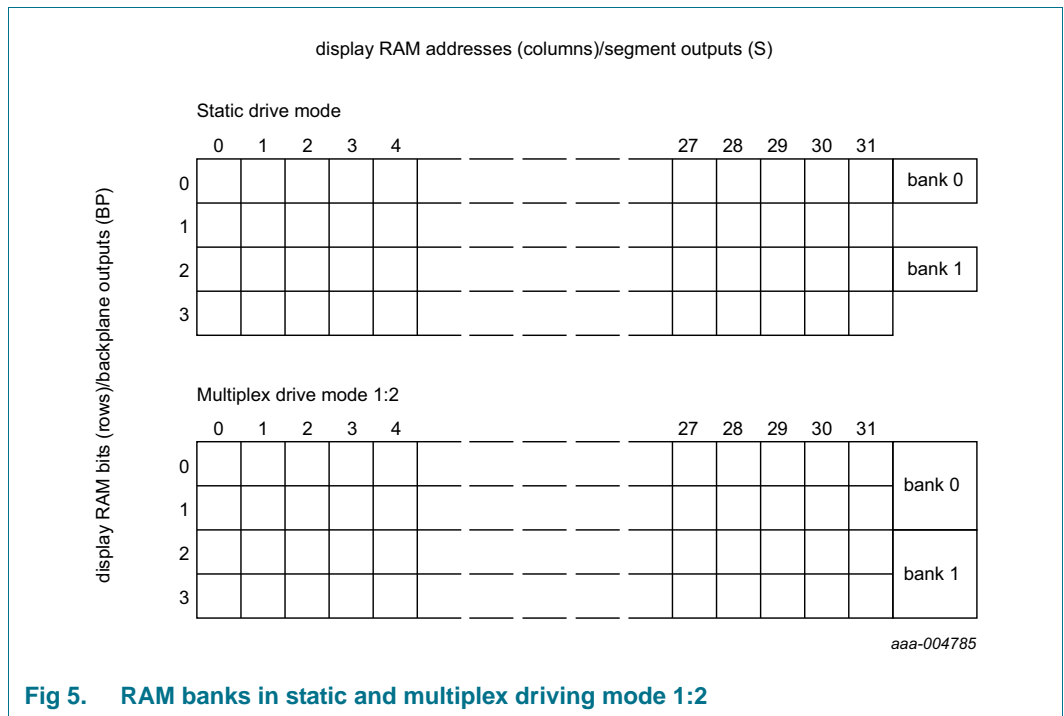 display RAM addresses (columns)/segment outputs (S)
display RAM bits (rows)/backplane outputs (BP)
Static drive mode
0 1 2 3 4 27 28 29 30 31
0 bank 0
1
2 bank 1
3
Multiplex drive mode 1:2
0 1 2 3 4 27 28 29 30 31
0
bank 0
1
2
bank 1
3
aaa-004785
Fig 5. RAM banks in static and multiplex driving mode 1:2